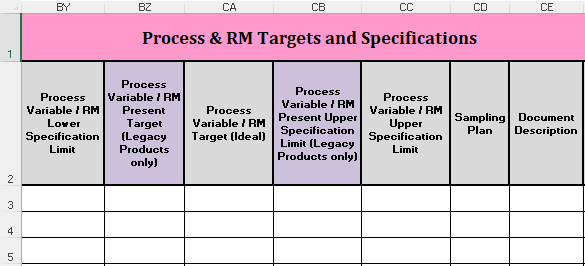 BY BZ CA CB CC CD CE
1 Process & RM Targets and Specifications
Process
Variable / RM
Lower
Specification
Limit
Process
Variable / RM
Present
Target
(Legacy
Products
only)
Process
Variable / RM
Target (Ideal)
Process
Variable / RM
Present Upper
Specification
Limit (Legacy
Products only)
Process
Variable / RM
Upper
Specification
Limit
Sampling
Plan
Document
Description
2
3
4
5